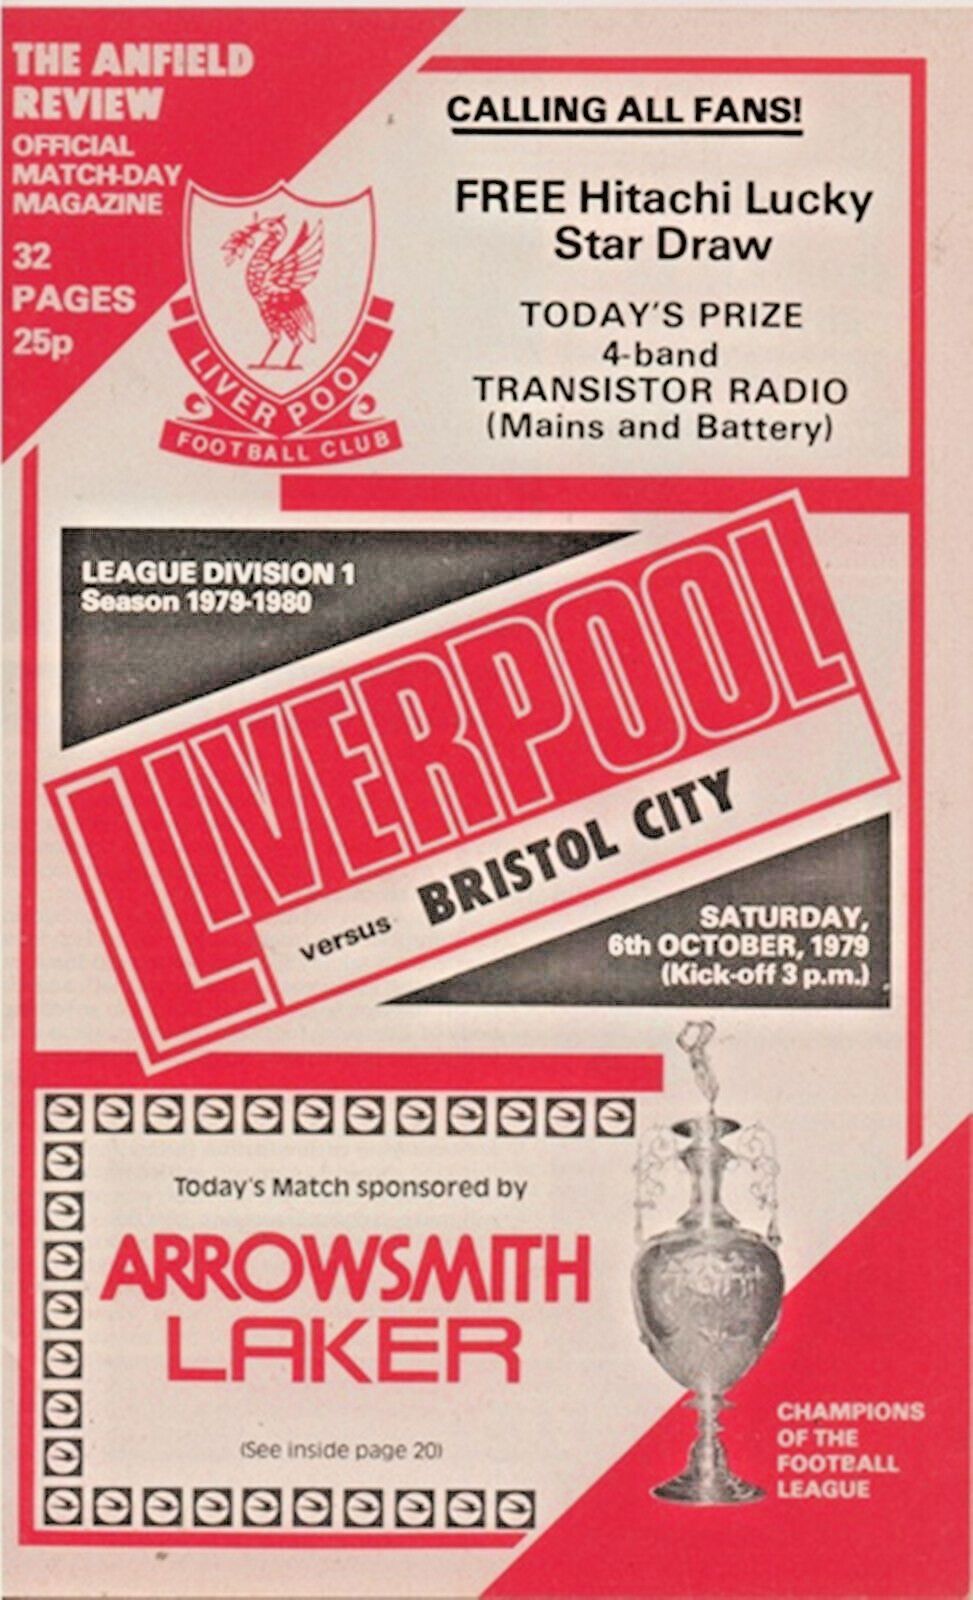 THE ANFIELD
REVIEW
OFFICIAL
MATCH-DAY
MAGAZINE
32
PAGES
25p
LIVERPOOL
FOOTBALL CLUB
CALLING ALL FANS!
FREE Hitachi Lucky
Star Draw
TODAY'S PRIZE
4-band
TRANSISTOR RADIO
(Mains and Battery)
LEAGUE DIVISION 1
Season 1979-1980
LIVERPOOL
versus BRISTOL CITY
SATURDAY,
6th OCTOBER, 1979
(Kick-off 3 p.m.)
Today's Match sponsored by
ARROWSMITH
LAKER
(See inside page 20)
CHAMPIONS
OF THE
FOOTBALL
LEAGUE